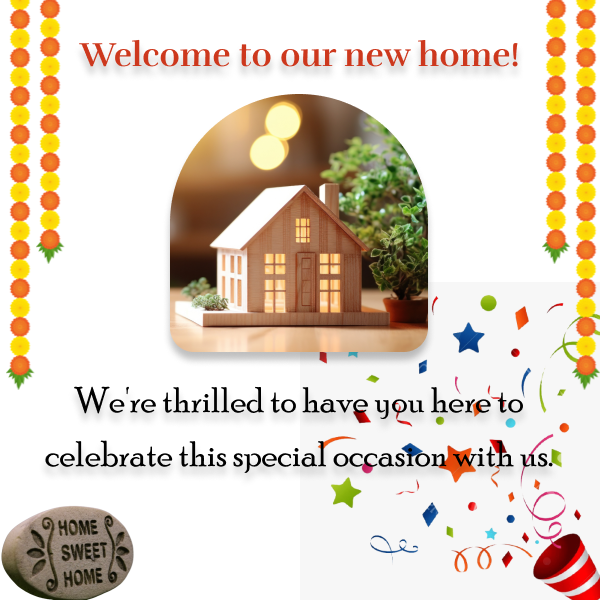 Welcome to our new home!
We're thrilled to have you here to
celebrate this special occasion with us.
HOME
SWEET
HOME